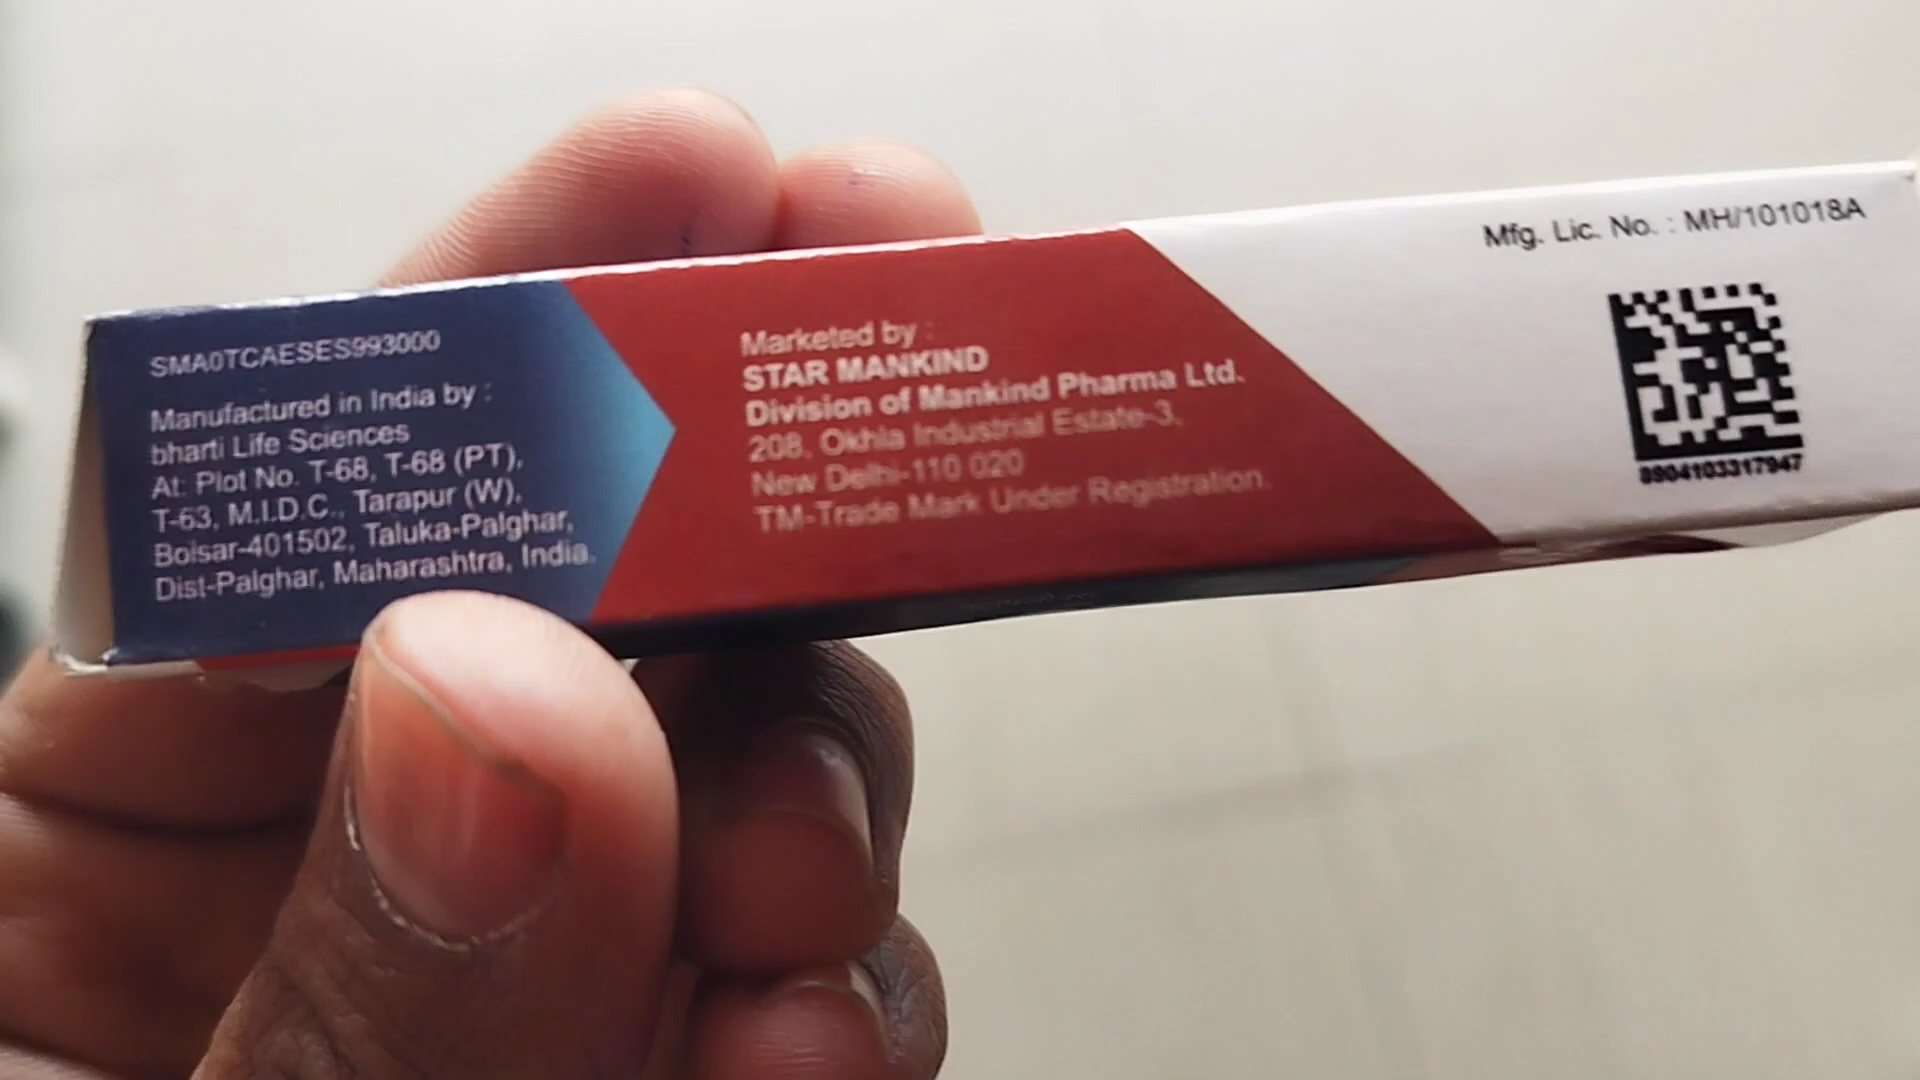 SMA0TCAESES993000
Manufactured in India by :
bharti Life Sciences
At: Plot No. T-68, T-68 (PT),
T-63, M.I.D.C., Tarapur (W),
Boisar-401502, Taluka-Palghar,
Dist-Palghar, Maharashtra, India.
Marketed by :
STAR MANKIND
Division of Mankind Pharma Ltd.
208, Okhla Industrial Estate-3,
New Delhi-110 020
TM-Trade Mark Under Registration.
Mfg. Lic. No. : MH/101018A
8904103317947